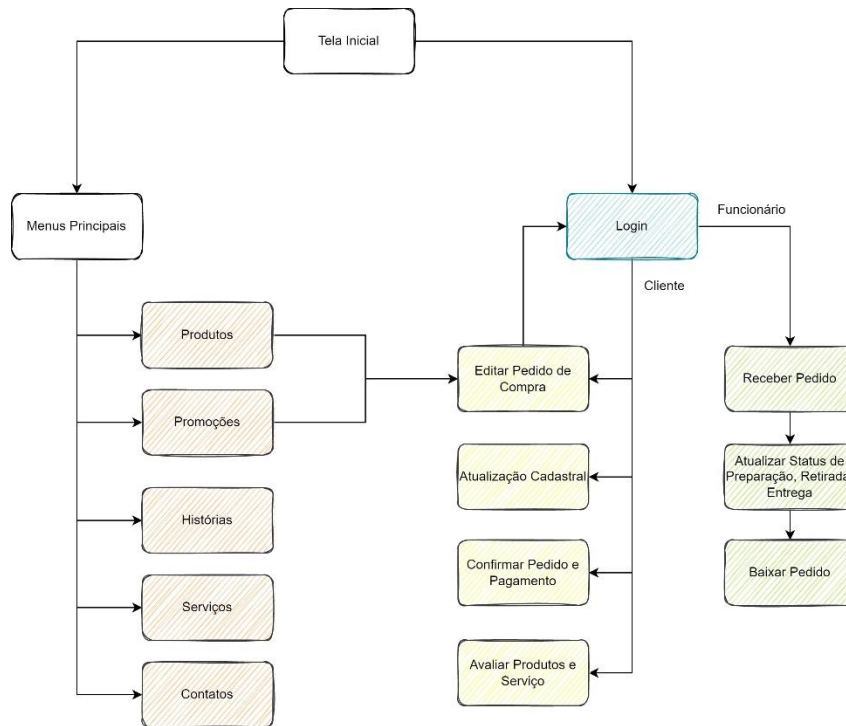 Tela Inicial
Menus Principais
Login
Funcionário
Cliente
Produtos
Editar Pedido de
Compra
Receber Pedido
Promoções
Atualização Cadastral
Atualizar Status de
Preparação, Retirada
Entrega
Histórias
Confirmar Pedido e
Pagamento
Baixar Pedido
Serviços
Avaliar Produtos e
Serviço
Contatos